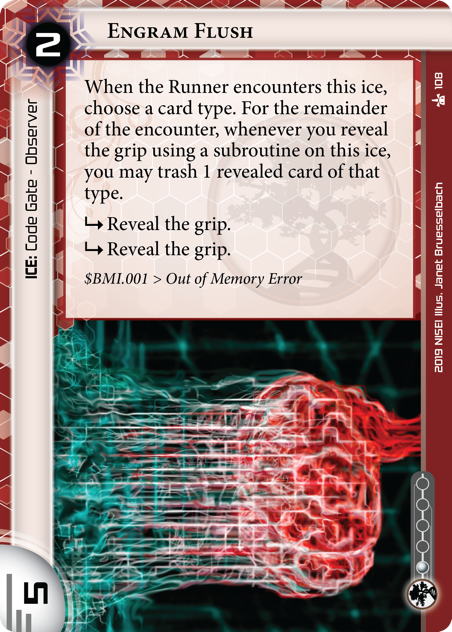 2
ENGRAM FLUSH
ICE: Code Gate - Observer
When the Runner encounters this ice,
choose a card type. For the remainder
of the encounter, whenever you reveal
the grip using a subroutine on this ice,
you may trash 1 revealed card of that
type.
↳ Reveal the grip.
↳ Reveal the grip.
$BMI.001 > Out of Memory Error
108
2019 NISEI Illus. Janet Bruesselbach
5